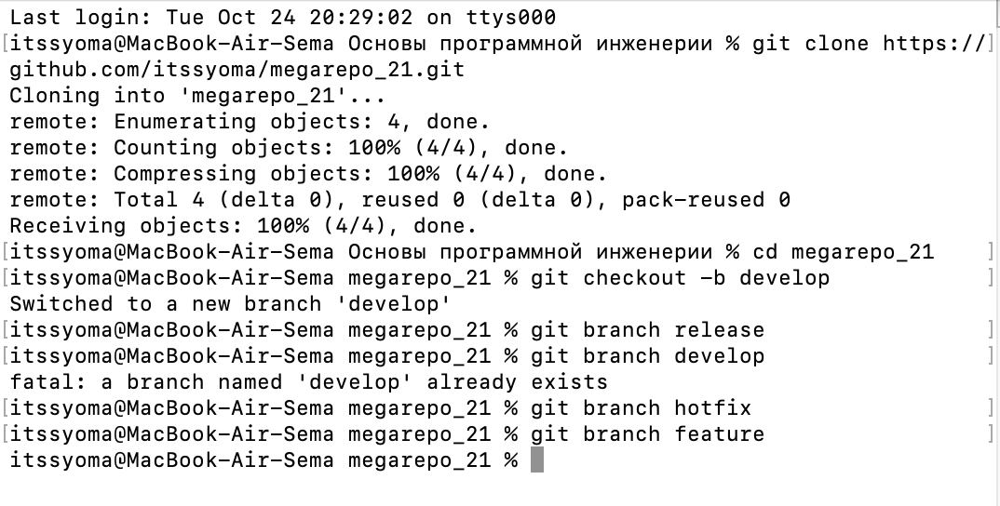 Last login: Tue Oct 24 20:29:02 on ttys000
[itssyoma@MacBook-Air-Sema Основы программной инженерии % git clone https://]
github.com/itssyoma/megarepo_21.git
Cloning into 'megarepo_21'...
remote: Enumerating objects: 4, done.
remote: Counting objects: 100% (4/4), done.
remote: Compressing objects: 100% (4/4), done.
remote: Total 4 (delta 0), reused 0 (delta 0), pack-reused 0
Receiving objects: 100% (4/4), done.
[itssyoma@MacBook-Air-Sema Основы программной инженерии % cd megarepo_21 ]
[itssyoma@MacBook-Air-Sema megarepo_21 % git checkout -b develop ]
Switched to a new branch 'develop'
[itssyoma@MacBook-Air-Sema megarepo_21 % git branch release ]
[itssyoma@MacBook-Air-Sema megarepo_21 % git branch develop ]
fatal: a branch named 'develop' already exists
[itssyoma@MacBook-Air-Sema megarepo_21 % git branch hotfix ]
[itssyoma@MacBook-Air-Sema megarepo_21 % git branch feature ]
itssyoma@MacBook-Air-Sema megarepo_21 %